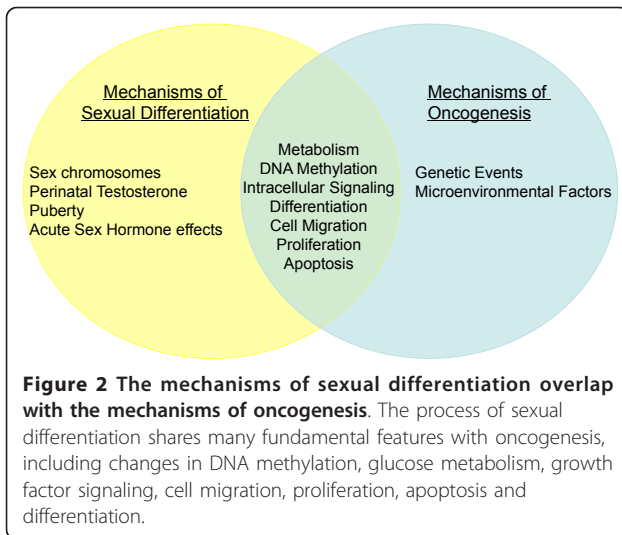 Mechanisms of
Sexual Differentiation
Sex chromosomes
Perinatal Testosterone
Puberty
Acute Sex Hormone effects
Metabolism
DNA Methylation
Intracellular Signaling
Differentiation
Cell Migration
Proliferation
Apoptosis
Mechanisms of
Oncogenesis
Genetic Events
Microenvironmental Factors
Figure 2 The mechanisms of sexual differentiation overlap
with the mechanisms of oncogenesis. The process of sexual
differentiation shares many fundamental features with oncogenesis,
including changes in DNA methylation, glucose metabolism, growth
factor signaling, cell migration, proliferation, apoptosis and
differentiation.